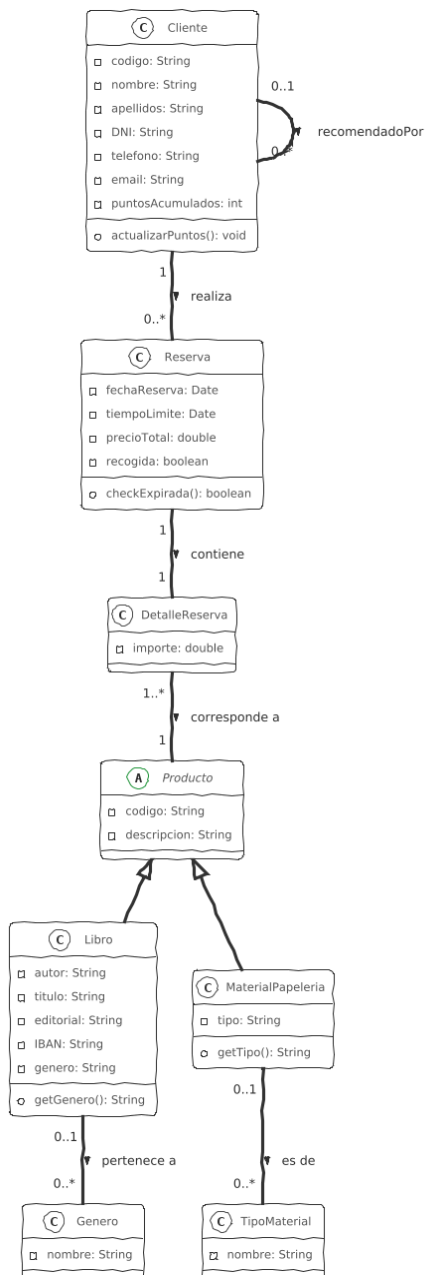 C Cliente
codigo: String
nombre: String
apellidos: String
DNI: String
telefono: String
email: String
puntosAcumulados: int
actualizarPuntos(): void
0..1
recomendadoPor
0..*
1
realiza
0..*
C Reserva
fechaReserva: Date
tiempoLimite: Date
precioTotal: double
recogida: boolean
checkExpirada(): boolean
1
contiene
1
C DetalleReserva
importe: double
1..*
corresponde a
1
A Producto
codigo: String
descripcion: String
C Libro
autor: String
titulo: String
editorial: String
IBAN: String
genero: String
getGenero(): String
C MaterialPapeleria
tipo: String
getTipo(): String
0..1
pertenece a
0..*
0..1
es de
0..*
C Genero
nombre: String
C TipoMaterial
nombre: String